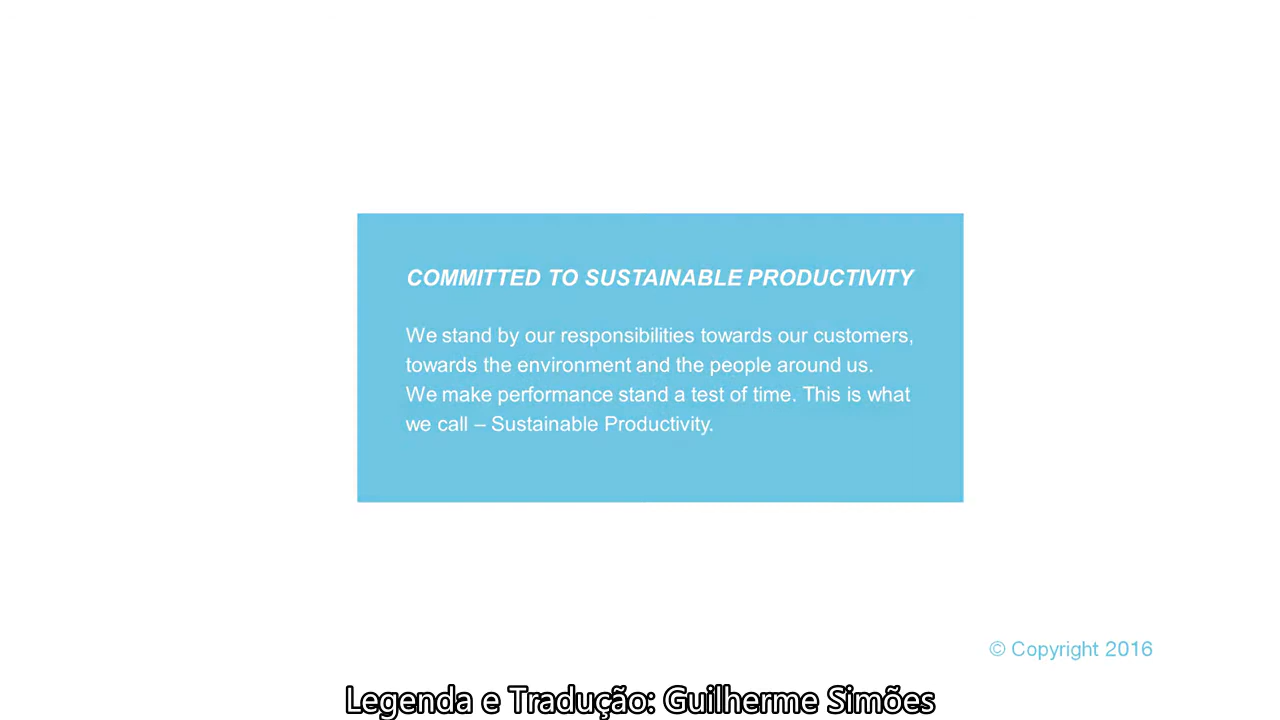 COMMITTED TO SUSTAINABLE PRODUCTIVITY
We stand by our responsibilities towards our customers,
towards the environment and the people around us.
We make performance stand a test of time. This is what
we call – Sustainable Productivity.
© Copyright 2016
Legenda e Tradução: Guilherme Simões